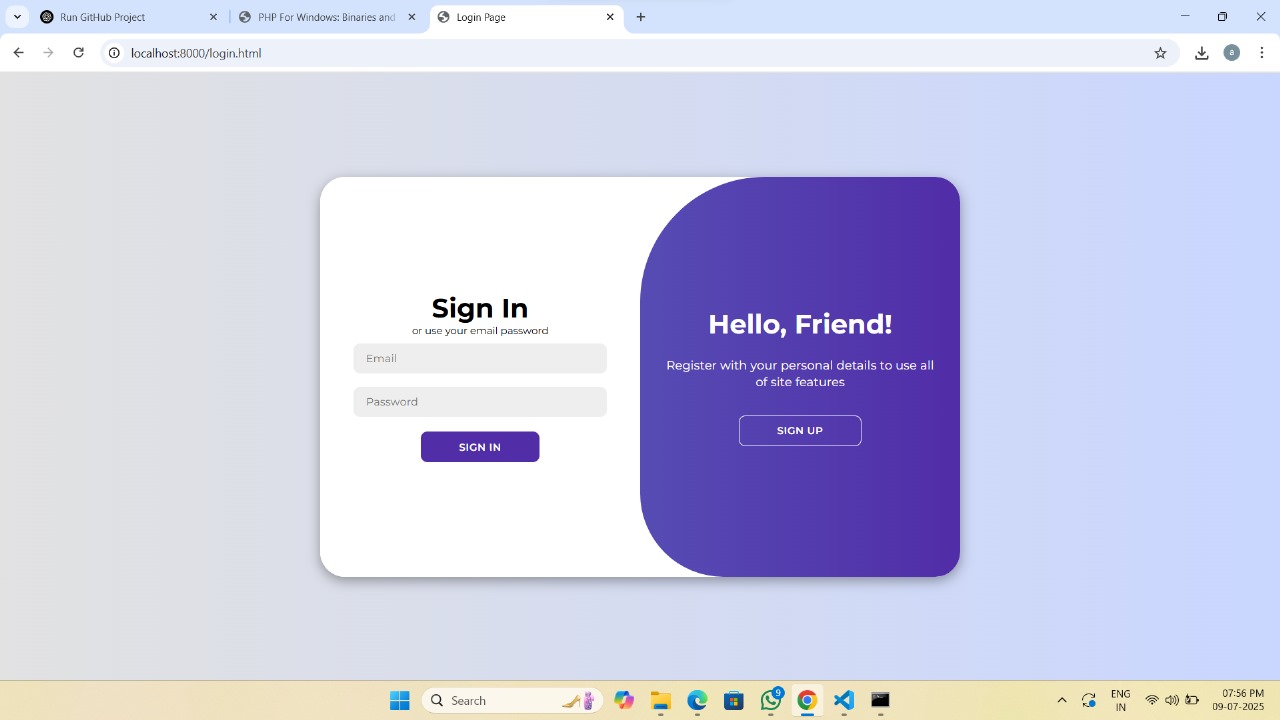 Run GitHub Project
PHP For Windows: Binaries and
Login Page
localhost:8000/login.html
a
Sign In
or use your email password
Email
Password
SIGN IN
Hello, Friend!
Register with your personal details to use all
of site features
SIGN UP
Search
9
ENG
IN
07:56 PM
09-07-2025